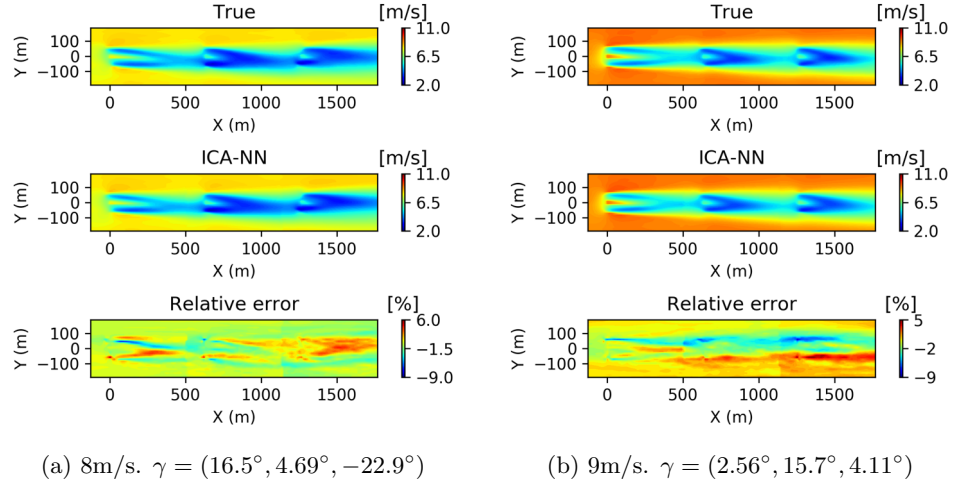 True [m/s]
11.0
6.5
2.0
Y (m)
100
0
−100
0 500 1000 1500
X (m)
ICA-NN [m/s]
11.0
6.5
2.0
Y (m)
100
0
−100
0 500 1000 1500
X (m)
Relative error [%]
6.0
−1.5
−9.0
Y (m)
100
0
−100
0 500 1000 1500
X (m)
(a) 8m/s. γ = (16.5°, 4.69°, −22.9°)
True [m/s]
11.0
6.5
2.0
Y (m)
100
0
−100
0 500 1000 1500
X (m)
ICA-NN [m/s]
11.0
6.5
2.0
Y (m)
100
0
−100
0 500 1000 1500
X (m)
Relative error [%]
5
−2
−9
Y (m)
100
0
−100
0 500 1000 1500
X (m)
(b) 9m/s. γ = (2.56°, 15.7°, 4.11°)